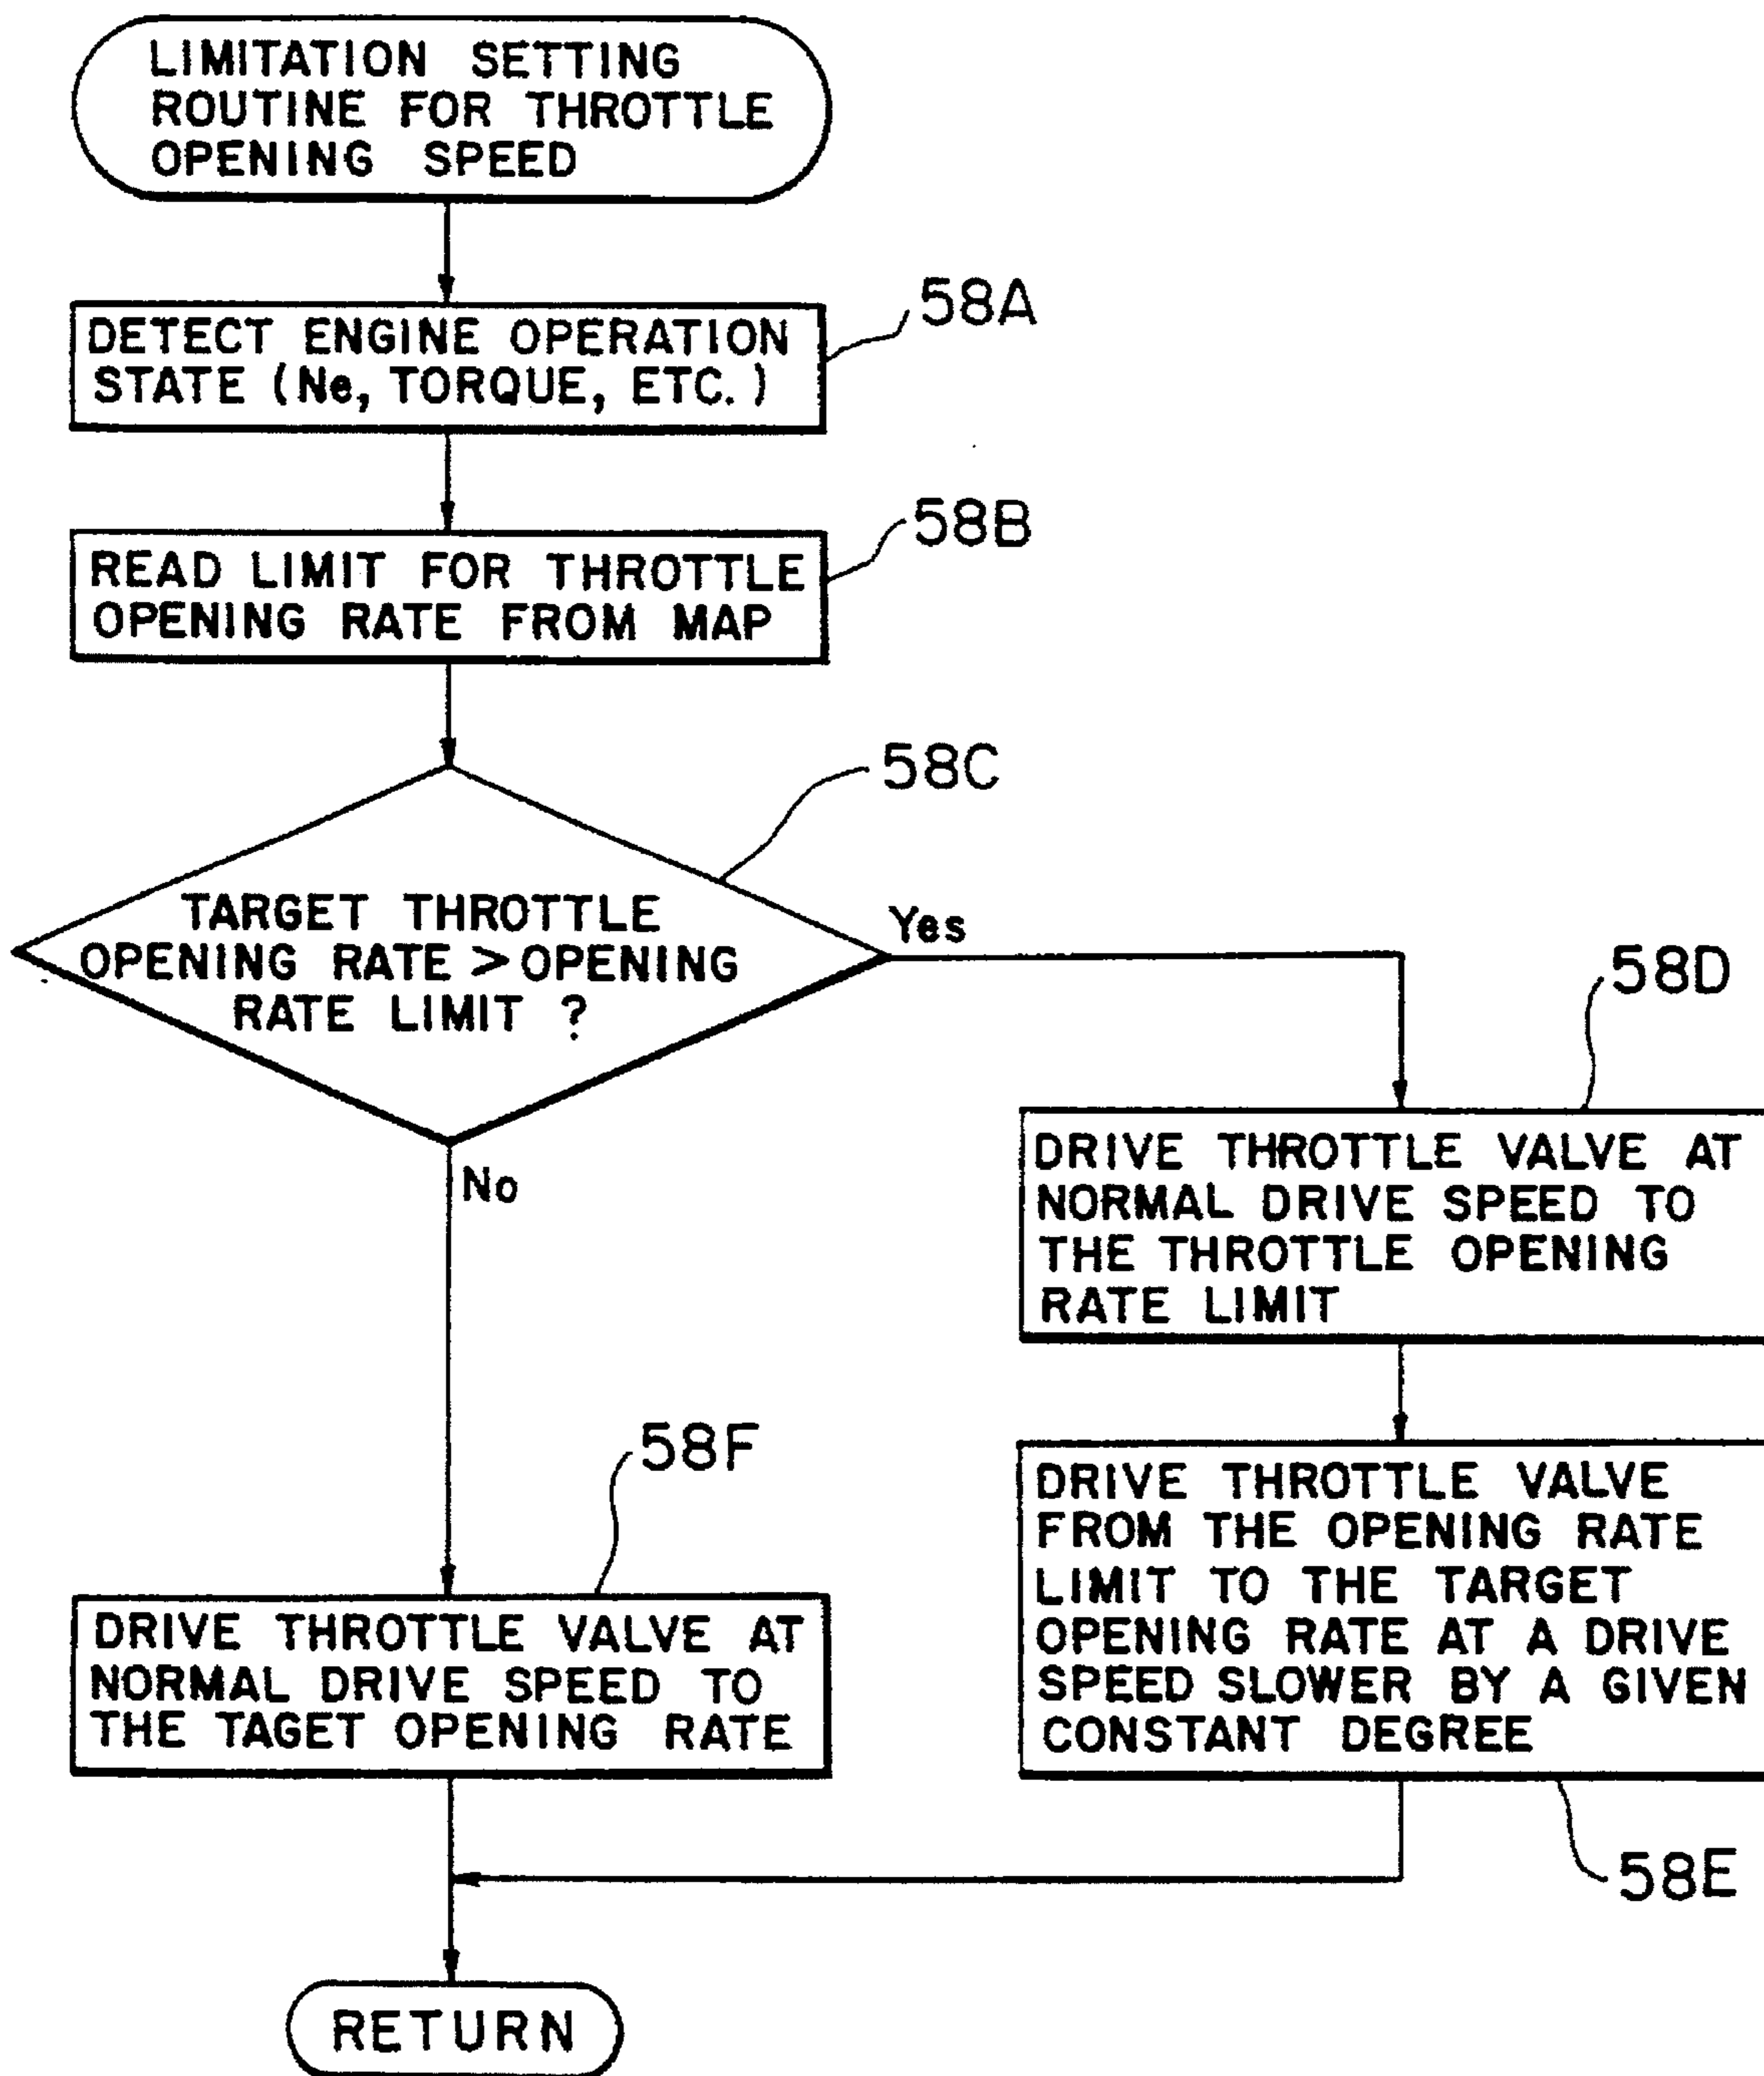 LIMITATION SETTING
ROUTINE FOR THROTTLE
OPENING SPEED
58A
DETECT ENGINE OPERATION
STATE (Ne, TORQUE, ETC.)
58B
READ LIMIT FOR THROTTLE
OPENING RATE FROM MAP
58C
TARGET THROTTLE
OPENING RATE > OPENING
RATE LIMIT ?
Yes
No
58D
DRIVE THROTTLE VALVE AT
NORMAL DRIVE SPEED TO
THE THROTTLE OPENING
RATE LIMIT
DRIVE THROTTLE VALVE
FROM THE OPENING RATE
LIMIT TO THE TARGET
OPENING RATE AT A DRIVE
SPEED SLOWER BY A GIVEN
CONSTANT DEGREE
58E
58F
DRIVE THROTTLE VALVE AT
NORMAL DRIVE SPEED TO
THE TAGET OPENING RATE
RETURN